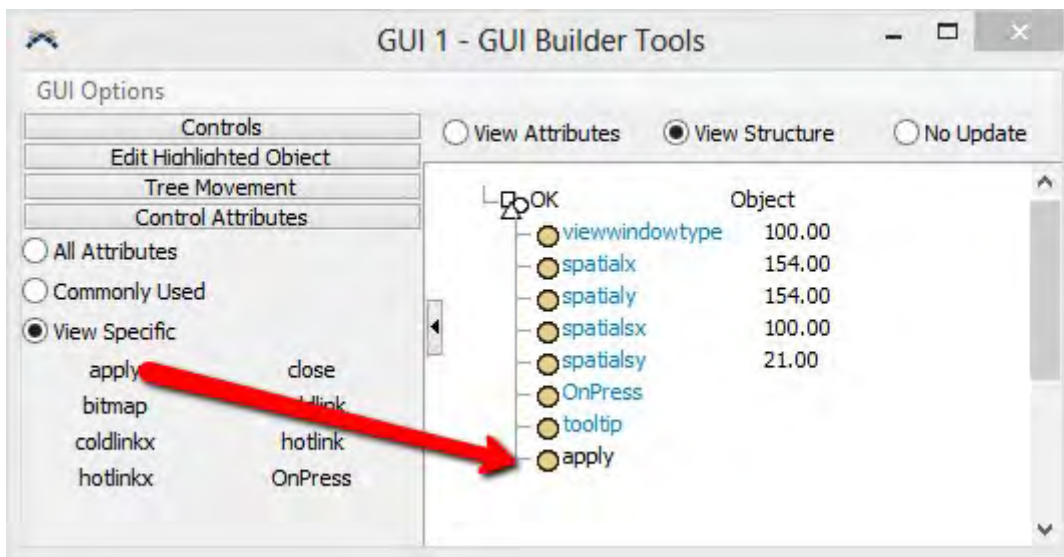 GUI 1 - GUI Builder Tools
GUI Options
Controls
Edit Highlighted Object
Tree Movement
Control Attributes
All Attributes
Commonly Used
View Specific
apply close
bitmap
coldlinkx hotlink
hotlinkx OnPress
View Attributes View Structure No Update
OK Object
viewwindowtype 100.00
spatialx 154.00
spatialy 154.00
spatialsx 100.00
spatialsy 21.00
OnPress
tooltip
apply